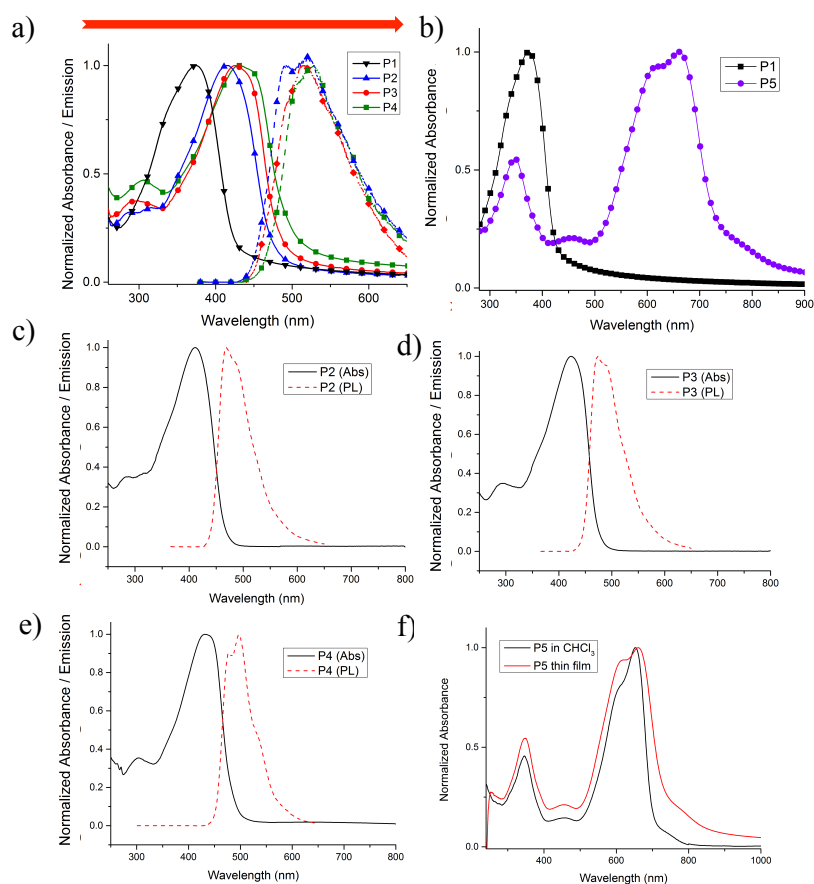 a)
Normalized Absorbance / Emission
1.0
0.5
0.0
300 400 500 600
Wavelength (nm)
P1
P2
P3
P4
b)
Normalized Absorbance
1.0
0.5
0.0
300 400 500 600 700 800 900
Wavelength (nm)
P1
P5
c)
Normalized Absorbance / Emission
1.0
0.8
0.6
0.4
0.2
0.0
300 400 500 600 700 800
Wavelength (nm)
P2 (Abs)
P2 (PL)
d)
Normalized Absorbance / Emission
1.0
0.8
0.6
0.4
0.2
0.0
300 400 500 600 700 800
Wavelength (nm)
P3 (Abs)
P3 (PL)
e)
Normalized Absorbance / Emission
1.0
0.8
0.6
0.4
0.2
0.0
300 400 500 600 700 800
Wavelength (nm)
P4 (Abs)
P4 (PL)
f)
Normalized Absorbance
1.0
0.5
0.0
400 600 800 1000
Wavelength (nm)
P5 in CHCl₃
P5 thin film